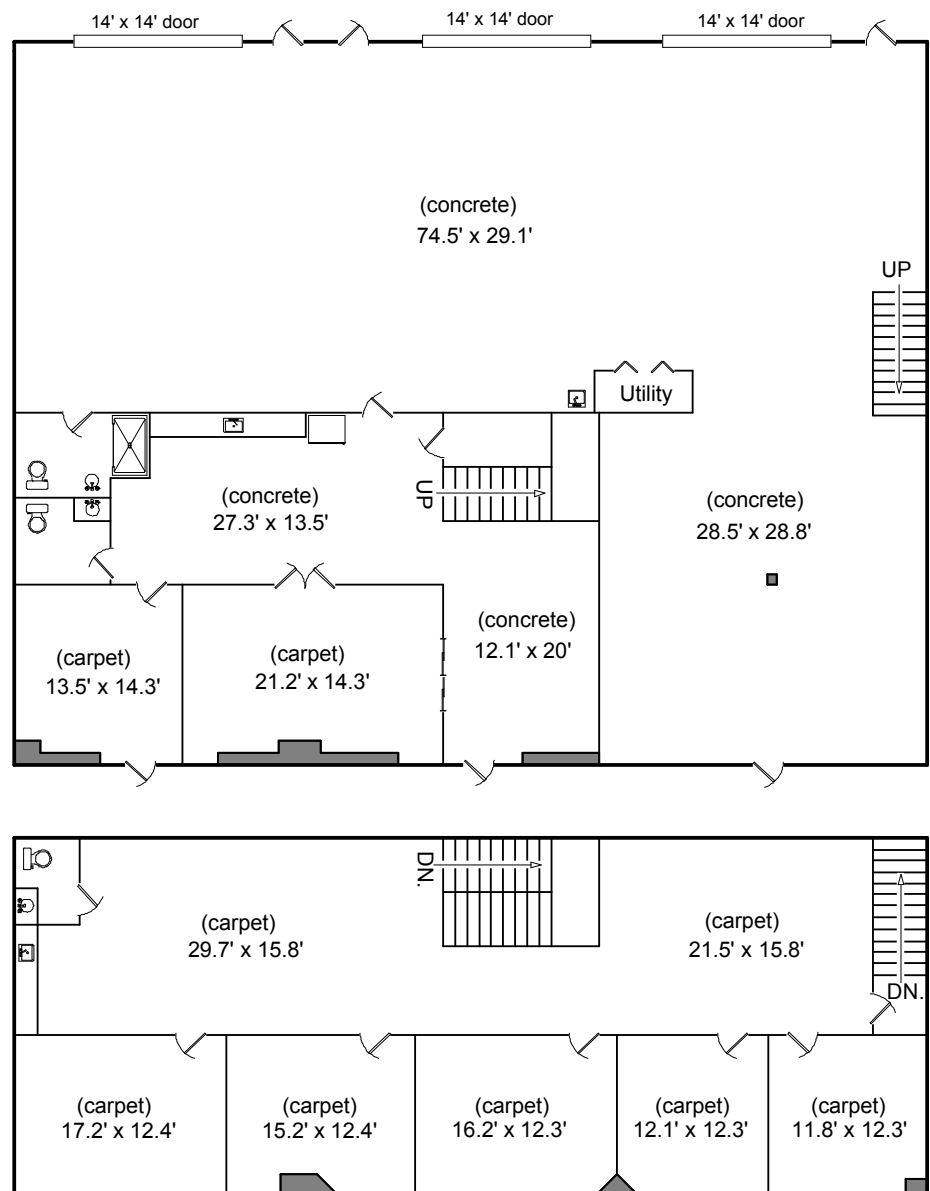 14' x 14' door
14' x 14' door
14' x 14' door
(concrete)
74.5' x 29.1'
UP
Utility
(concrete)
27.3' x 13.5'
UP
(concrete)
28.5' x 28.8'
(concrete)
12.1' x 20'
(carpet)
13.5' x 14.3'
(carpet)
21.2' x 14.3'
DN.
(carpet)
29.7' x 15.8'
(carpet)
21.5' x 15.8'
DN.
(carpet)
17.2' x 12.4'
(carpet)
15.2' x 12.4'
(carpet)
16.2' x 12.3'
(carpet)
12.1' x 12.3'
(carpet)
11.8' x 12.3'